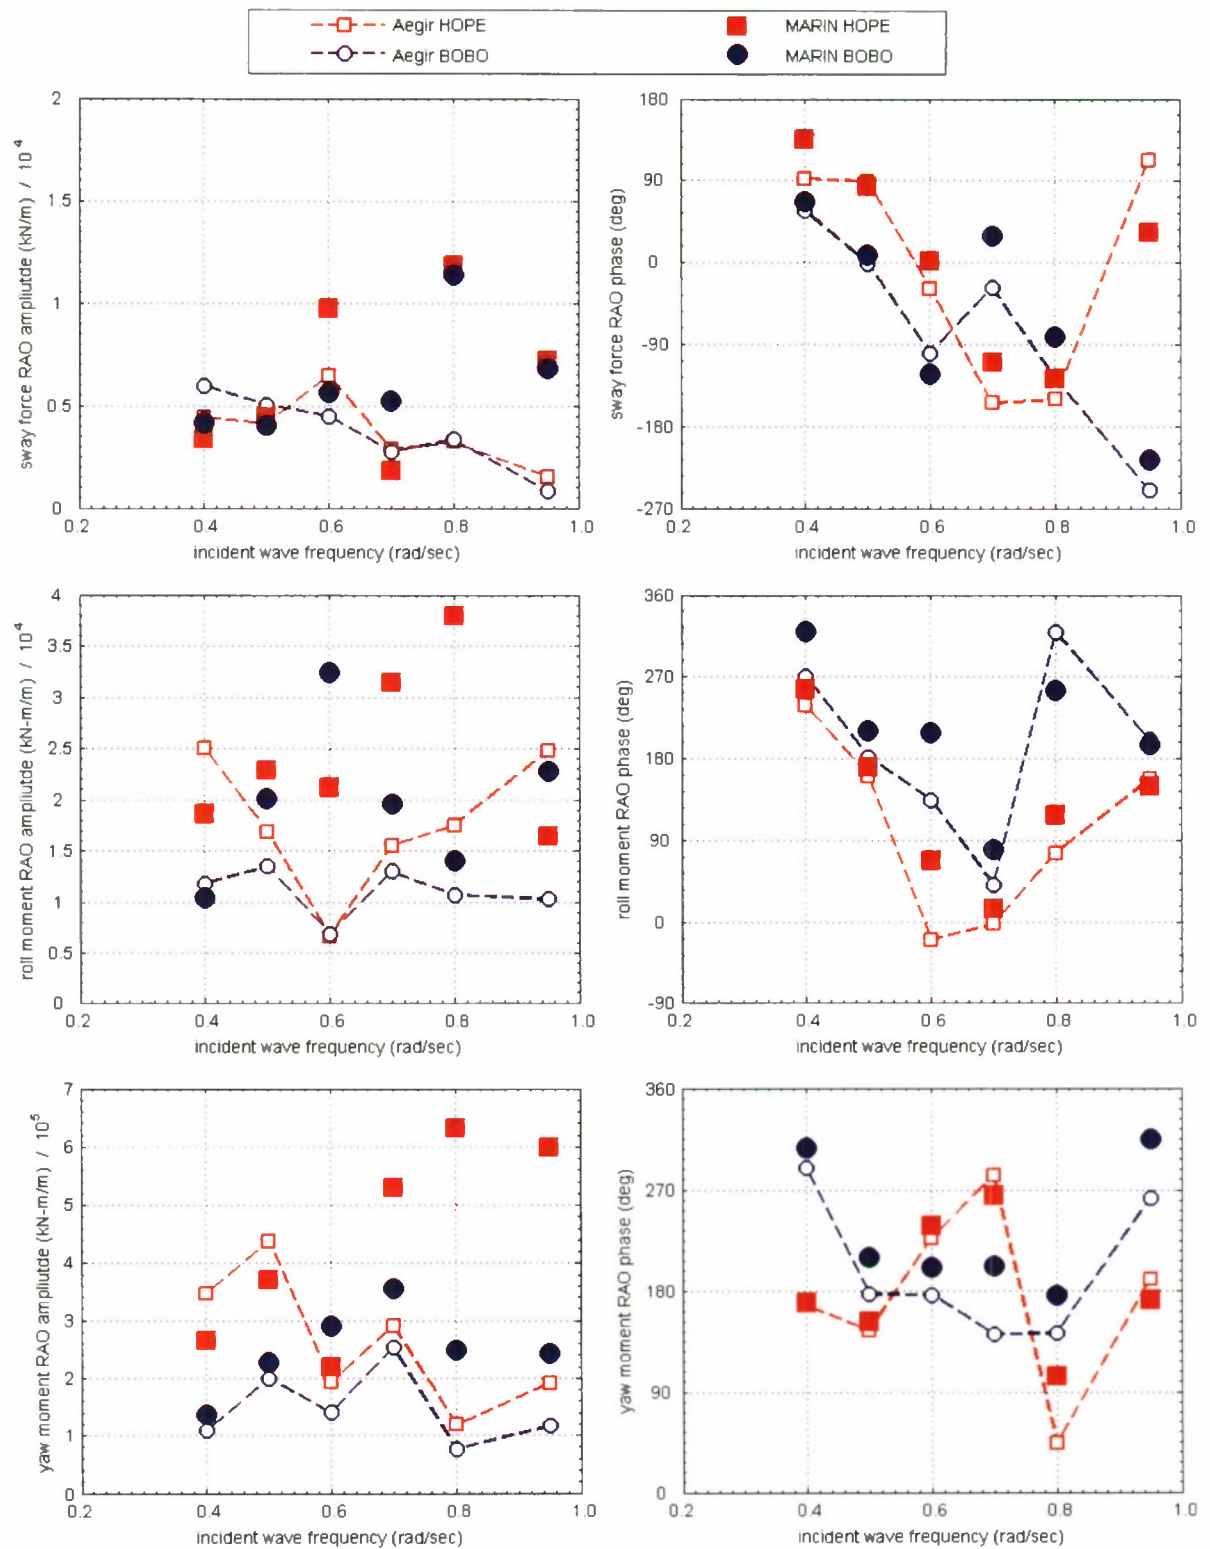 Aegir HOPE MARIN HOPE
Aegir BOBO MARIN BOBO
sway force RAO ampliutde (kN/m) / 10^4
2
1.5
1
0.5
0
0.2 0.4 0.6 0.8 1.0
incident wave frequency (rad/sec)
sway force RAO phase (deg)
180
90
0
-90
-180
-270
0.2 0.4 0.6 0.8 1.0
incident wave frequency (rad/sec)
roll moment RAO ampliutde (kN-m/m) / 10^4
4
3.5
3
2.5
2
1.5
1
0.5
0
0.2 0.4 0.6 0.8 1.0
incident wave frequency (rad/sec)
roll moment RAO phase (deg)
360
270
180
90
0
-90
0.2 0.4 0.6 0.8 1.0
incident wave frequency (rad/sec)
yaw moment RAO ampliutde (kN-m/m) / 10^5
7
6
5
4
3
2
1
0
0.2 0.4 0.6 0.8 1.0
incident wave frequency (rad/sec)
yaw moment RAO phase (deg)
360
270
180
90
0
0.2 0.4 0.6 0.8 1.0
incident wave frequency (rad/sec)